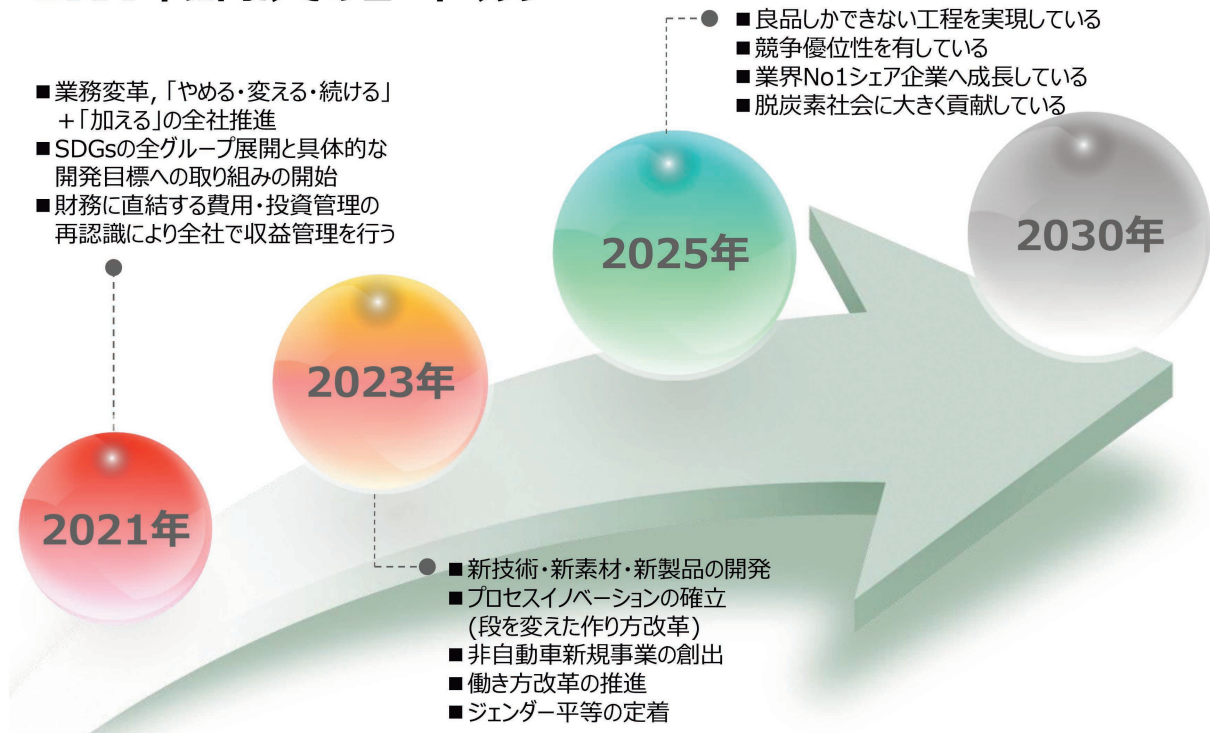 ■業務変革,「やめる・変える・続ける」
＋「加える」の全社推進
■SDGsの全グループ展開と具体的な
開発目標への取り組みの開始
■財務に直結する費用・投資管理の
再認識により全社で収益管理を行う
■良品しかできない工程を実現している
■競争優位性を有している
■業界No1シェア企業へ成長している
■脱炭素社会に大きく貢献している
2021年
2023年
2025年
2030年
■新技術・新素材・新製品の開発
■プロセスイノベーションの確立
(段を変えた作り方改革)
■非自動車新規事業の創出
■働き方改革の推進
■ジェンダー平等の定着